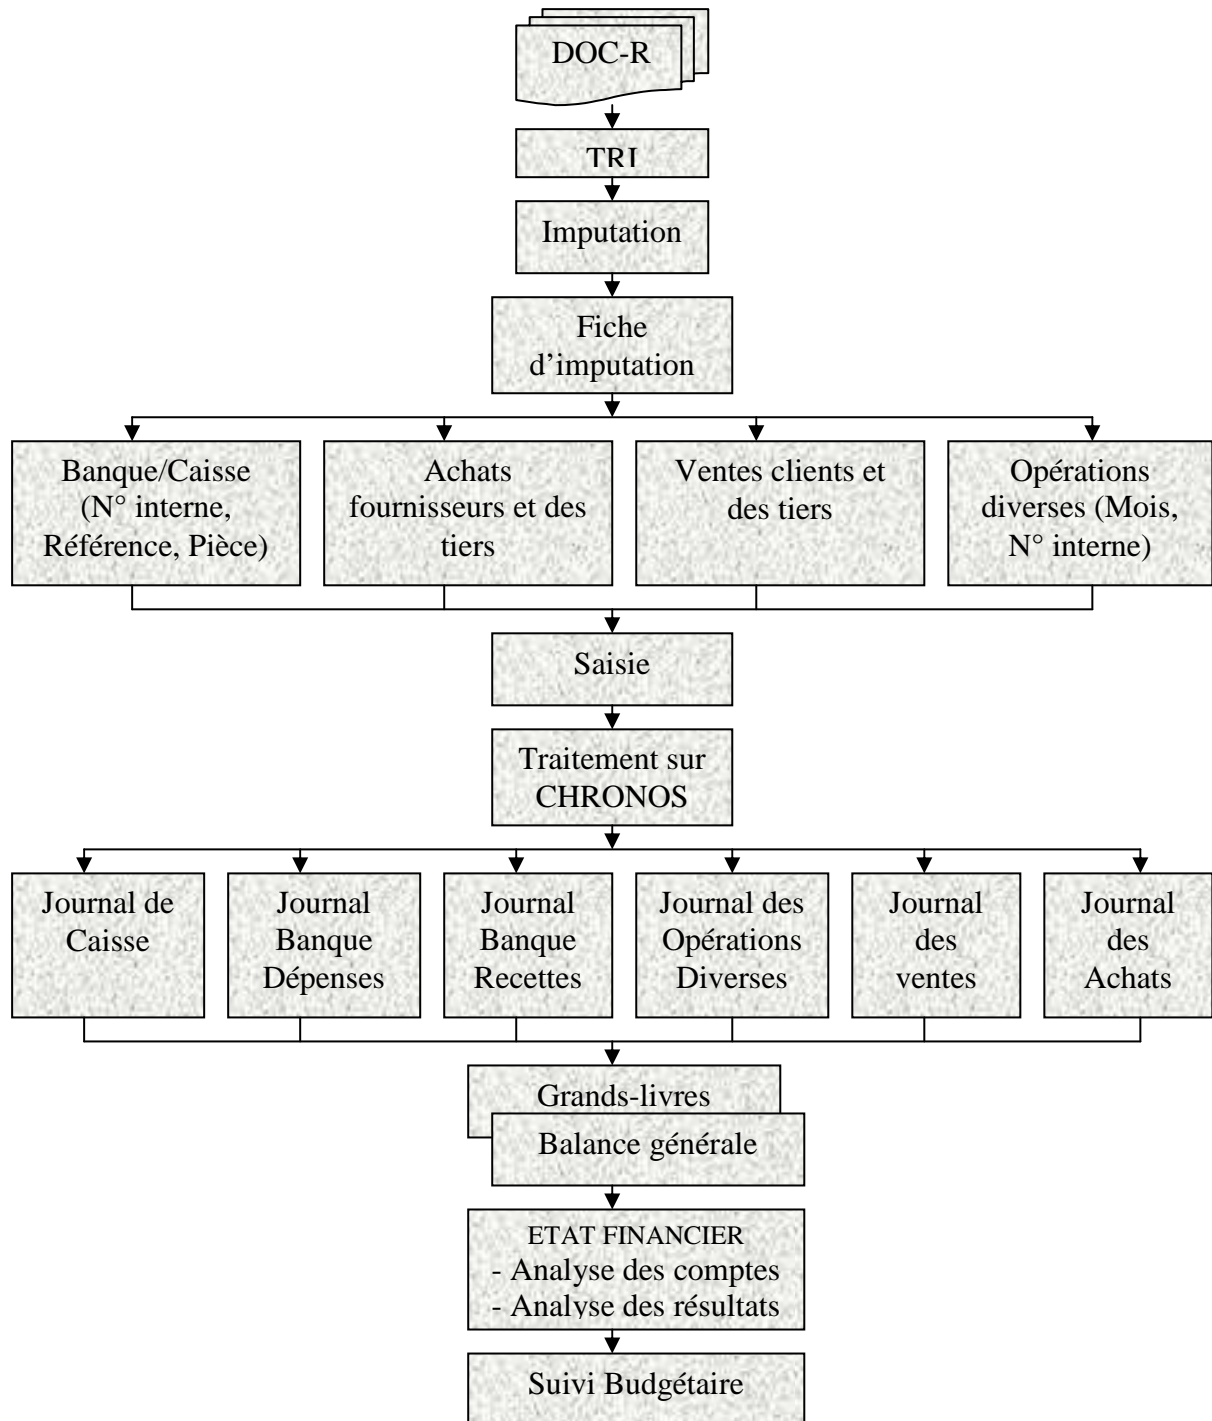 DOC-R
TRI
Imputation
Fiche
d’imputation
Banque/Caisse
(N° interne,
Référence, Pièce)
Achats
fournisseurs et des
tiers
Ventes clients et
des tiers
Opérations
diverses (Mois,
N° interne)
Saisie
Traitement sur
CHRONOS
Journal de
Caisse
Journal
Banque
Dépenses
Journal
Banque
Recettes
Journal des
Opérations
Diverses
Journal
des
ventes
Journal
des
Achats
Grands-livres
Balance générale
ETAT FINANCIER
- Analyse des comptes
- Analyse des résultats
Suivi Budgétaire